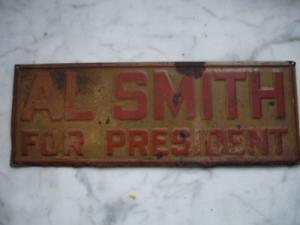 AL SMITH
FOR PRESIDENT